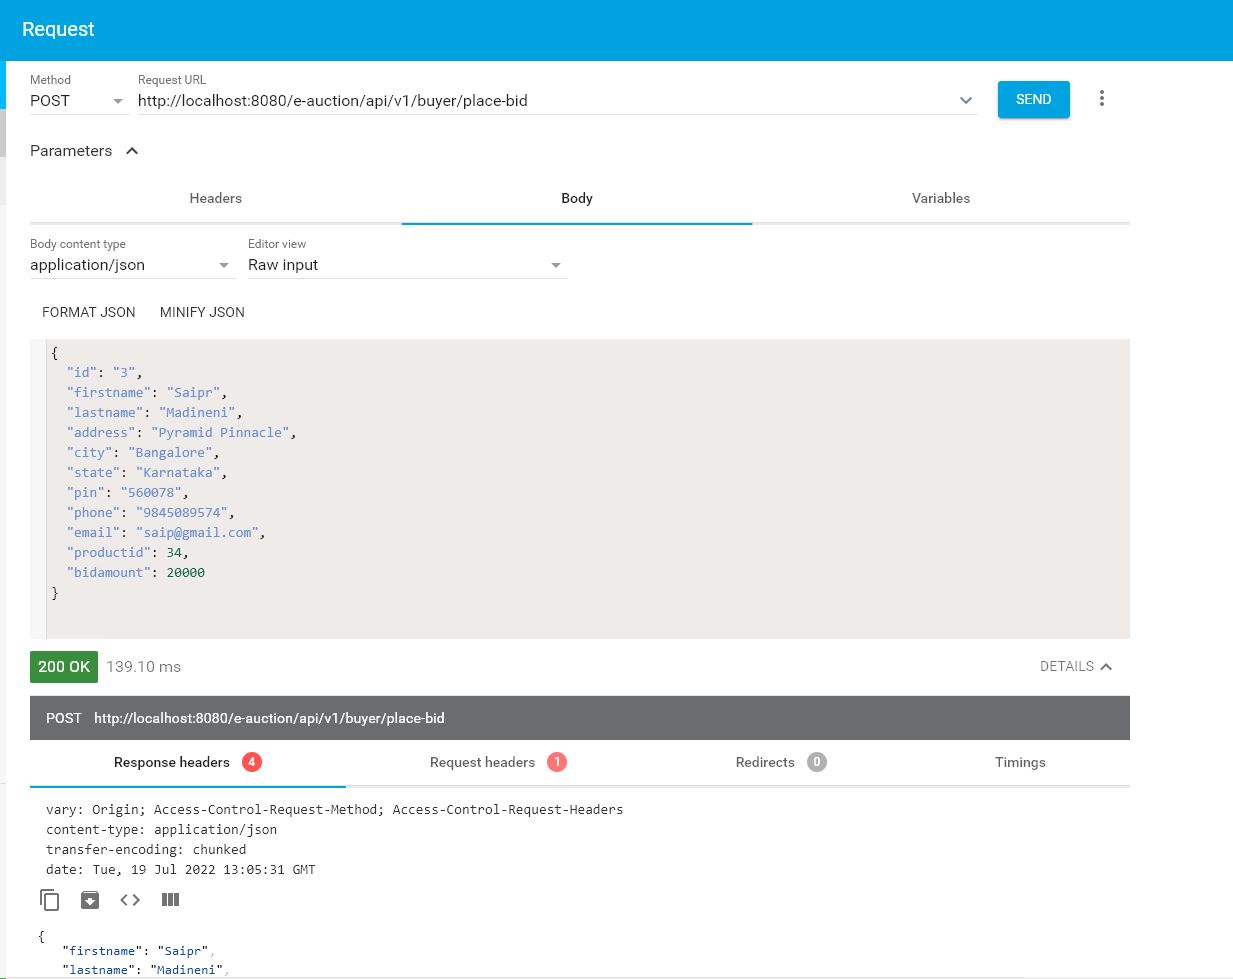 Request
Method
Request URL
POST
http://localhost:8080/e-auction/api/v1/buyer/place-bid
SEND
Parameters
Headers
Body
Variables
Body content type
Editor view
application/json
Raw input
FORMAT JSON
MINIFY JSON
{
"id": "3",
"firstname": "Saipr",
"lastname": "Madineni",
"address": "Pyramid Pinnacle",
"city": "Bangalore",
"state": "Karnataka",
"pin": "560078",
"phone": "9845089574",
"email": "saip@gmail.com",
"productid": 34,
"bidamount": 20000
}
200 OK
139.10 ms
DETAILS
POST http://localhost:8080/e-auction/api/v1/buyer/place-bid
Response headers 4
Request headers 1
Redirects 0
Timings
vary: Origin; Access-Control-Request-Method; Access-Control-Request-Headers
content-type: application/json
transfer-encoding: chunked
date: Tue, 19 Jul 2022 13:05:31 GMT
{
"firstname": "Saipr",
"lastname": "Madineni",